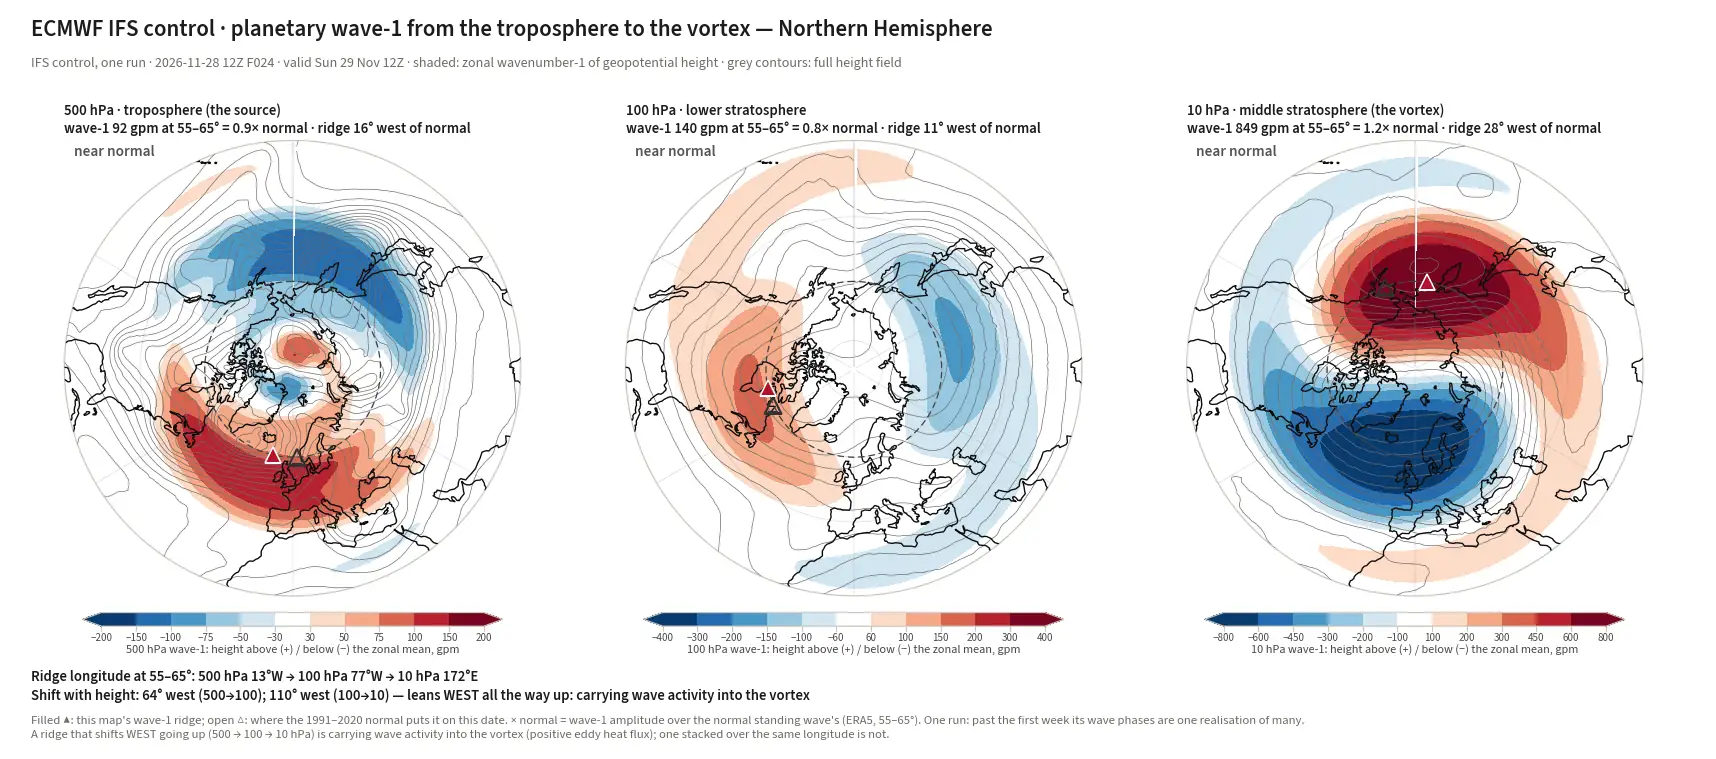 ECMWF IFS control · planetary wave-1 from the troposphere to the vortex — Northern Hemisphere
IFS control, one run · 2026-11-28 12Z F024 · valid Sun 29 Nov 12Z · shaded: zonal wavenumber-1 of geopotential height · grey contours: full height field
500 hPa · troposphere (the source)
wave-1 92 gpm at 55–65° = 0.9× normal · ridge 16° west of normal
near normal
100 hPa · lower stratosphere
wave-1 140 gpm at 55–65° = 0.8× normal · ridge 11° west of normal
near normal
10 hPa · middle stratosphere (the vortex)
wave-1 849 gpm at 55–65° = 1.2× normal · ridge 28° west of normal
near normal
−200 −150 −100 −75 −50 −30 30 50 75 100 150 200
500 hPa wave-1: height above (+) / below (−) the zonal mean, gpm
−400 −300 −200 −150 −100 −60 60 100 150 200 300 400
100 hPa wave-1: height above (+) / below (−) the zonal mean, gpm
−800 −600 −450 −300 −200 −100 100 200 300 450 600 800
10 hPa wave-1: height above (+) / below (−) the zonal mean, gpm
Ridge longitude at 55–65°: 500 hPa 13°W → 100 hPa 77°W → 10 hPa 172°E
Shift with height: 64° west (500→100); 110° west (100→10) — leans WEST all the way up: carrying wave activity into the vortex
Filled ▲: this map's wave-1 ridge; open △: where the 1991–2020 normal puts it on this date. × normal = wave-1 amplitude over the normal standing wave's (ERA5, 55–65°). One run: past the first week its wave phases are one realisation of many.
A ridge that shifts WEST going up (500 → 100 → 10 hPa) is carrying wave activity into the vortex (positive eddy heat flux); one stacked over the same longitude is not.